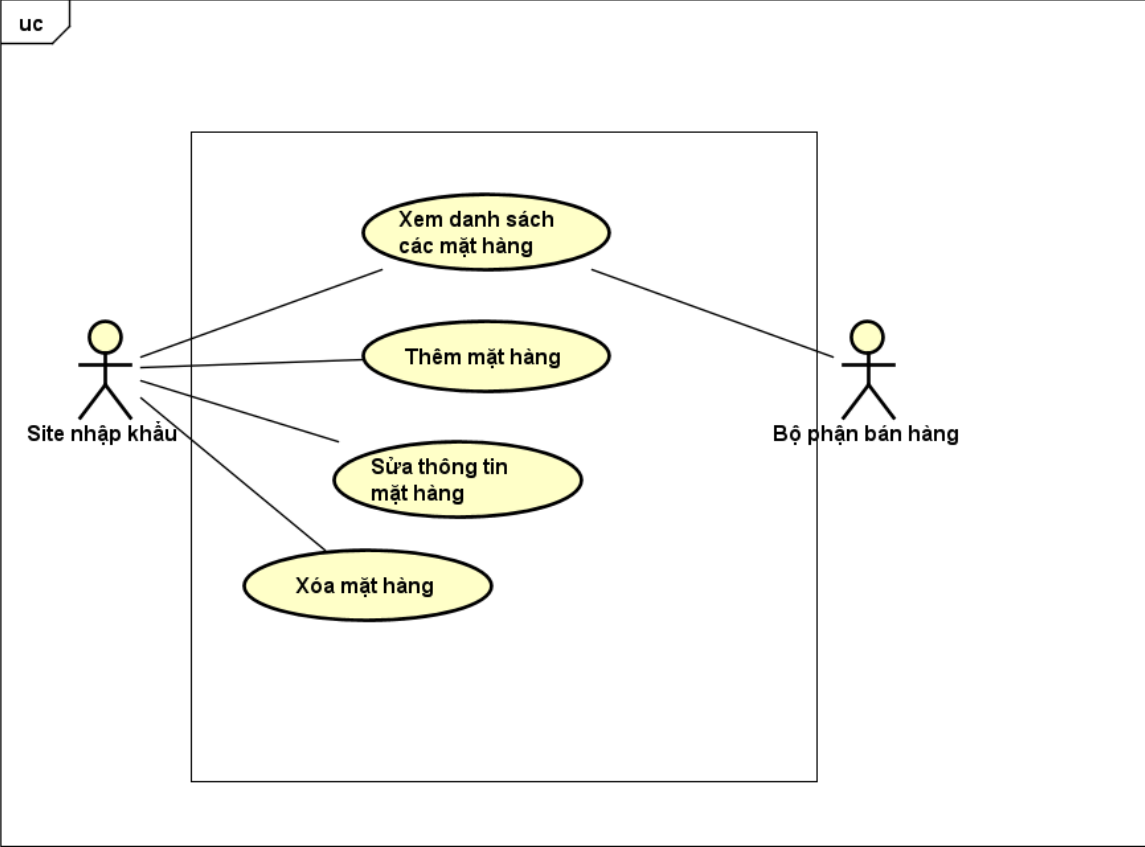 uc
Xem danh sách
các mặt hàng
Thêm mặt hàng
Site nhập khẩu
Bộ phận bán hàng
Sửa thông tin
mặt hàng
Xóa mặt hàng